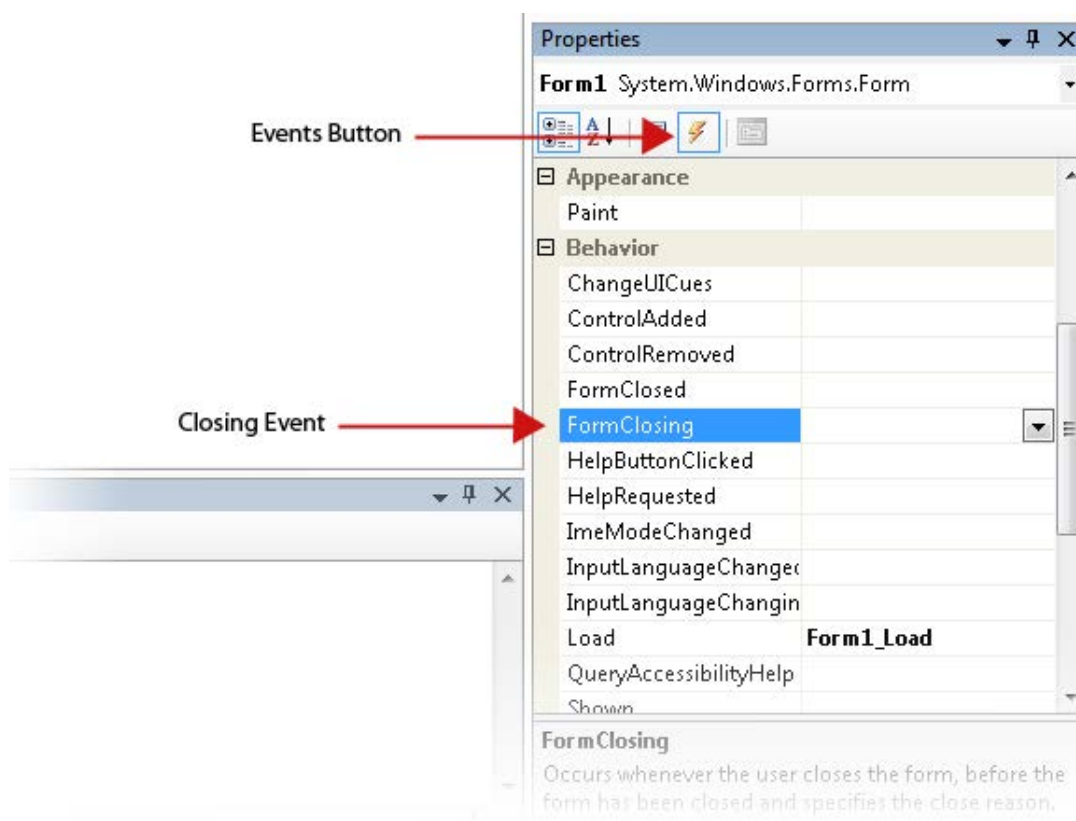 Properties
Form1 System.Windows.Forms.Form
Events Button
Appearance
Paint
Behavior
ChangeUICues
ControlAdded
ControlRemoved
FormClosed
Closing Event
FormClosing
HelpButtonClicked
HelpRequested
ImeModeChanged
InputLanguageChanged
InputLanguageChangin
Load Form1_Load
QueryAccessibilityHelp
Shown
FormClosing
Occurs whenever the user closes the form, before the
form has been closed and specifies the close reason.